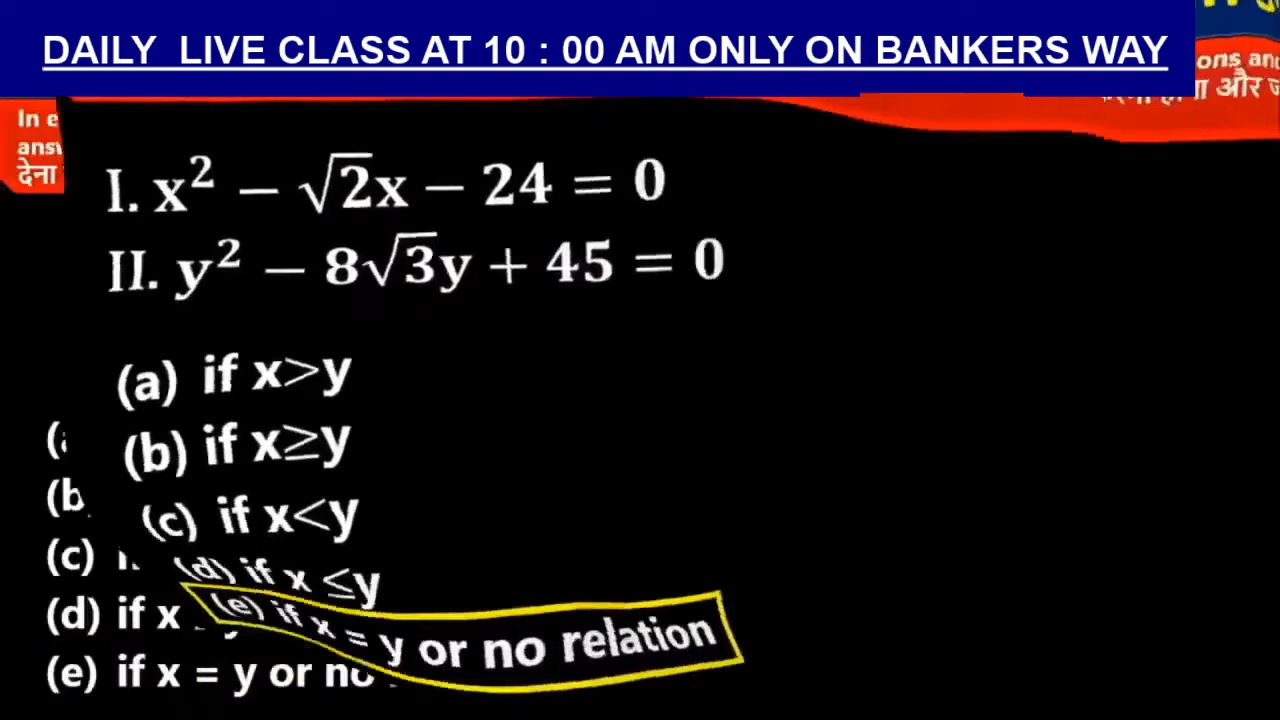 DAILY LIVE CLASS AT 10 : 00 AM ONLY ON BANKERS WAY
ons and
और
In e
ansv
देना
I. x² − √2x − 24 = 0
II. y² − 8√3y + 45 = 0
(a) if x>y
(b) if x≥y
(c) if x<y
(d) if x ≤y
(e) if x = y or no relation
(b
(c)
(d) if x
(e) if x = y or no